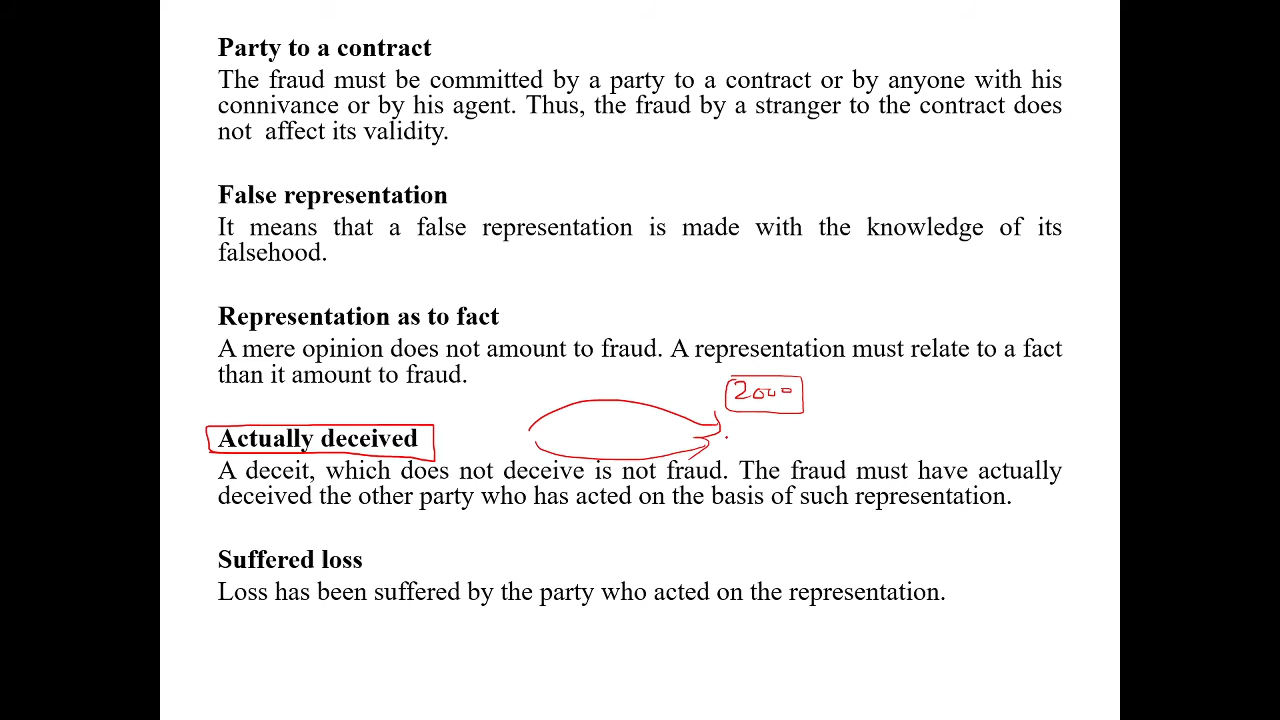 Party to a contract
The fraud must be committed by a party to a contract or by anyone with his
connivance or by his agent. Thus, the fraud by a stranger to the contract does
not affect its validity.
False representation
It means that a false representation is made with the knowledge of its
falsehood.
Representation as to fact
A mere opinion does not amount to fraud. A representation must relate to a fact
than it amount to fraud.
2000
Actually deceived
A deceit, which does not deceive is not fraud. The fraud must have actually
deceived the other party who has acted on the basis of such representation.
Suffered loss
Loss has been suffered by the party who acted on the representation.